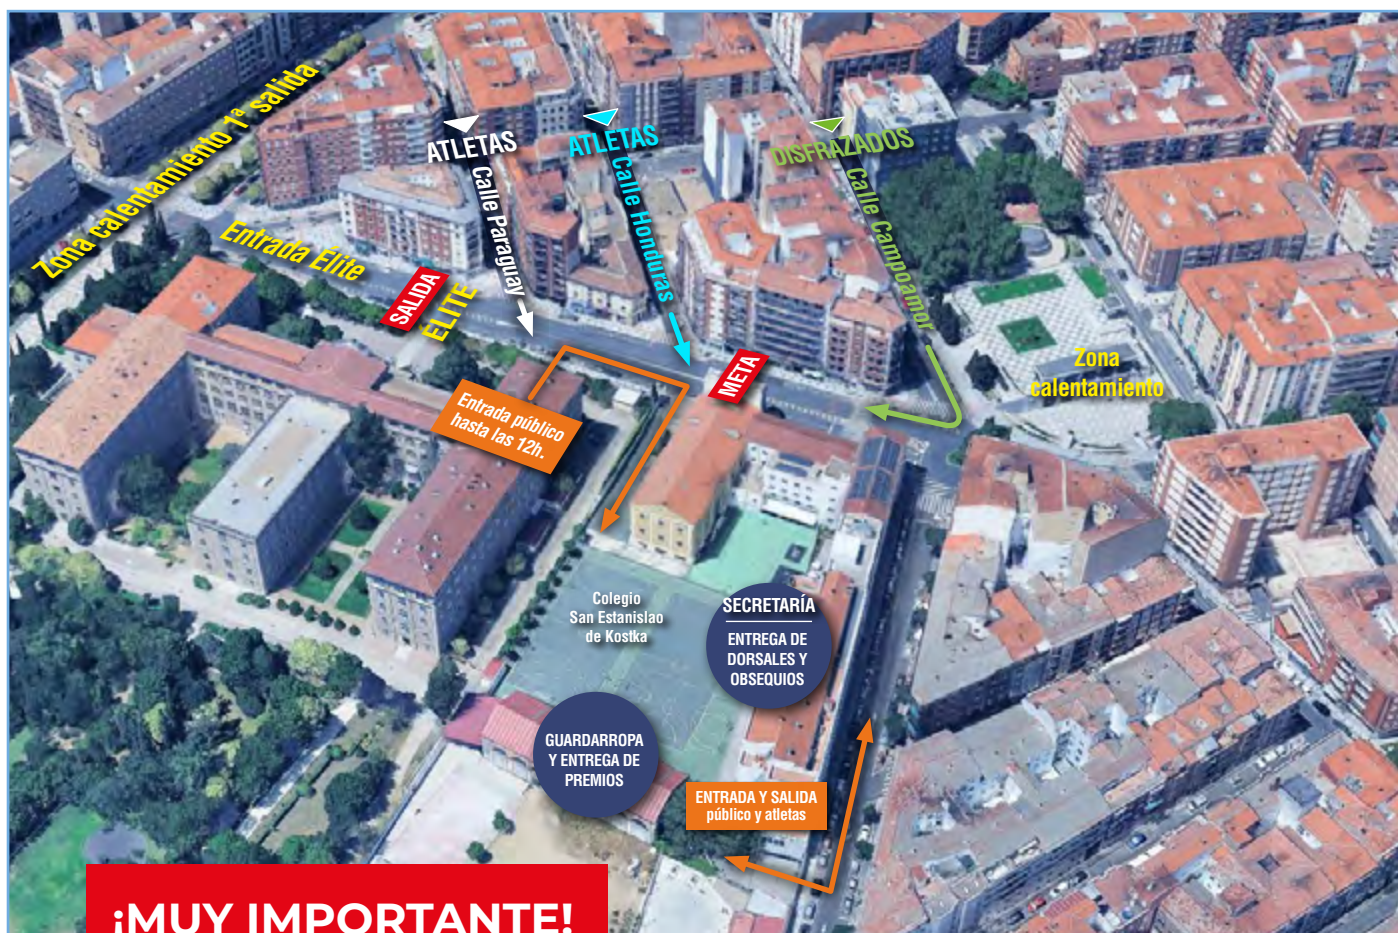 Zona calentamiento 1ª salida
Entrada Élite
SALIDA
ELITE
ATLETAS
Calle Paraguay
ATLETAS
Calle Honduras
DISFRAZADOS
Calle Campoamor
META
Zona
calentamiento
Entrada público
hasta las 12h.
Colegio
San Estanislao
de Kostka
SECRETARÍA
ENTREGA DE
DORSALES Y
OBSEQUIOS
GUARDARROPA
Y ENTREGA DE
PREMIOS
ENTRADA Y SALIDA
público y atletas
¡MUY IMPORTANTE!